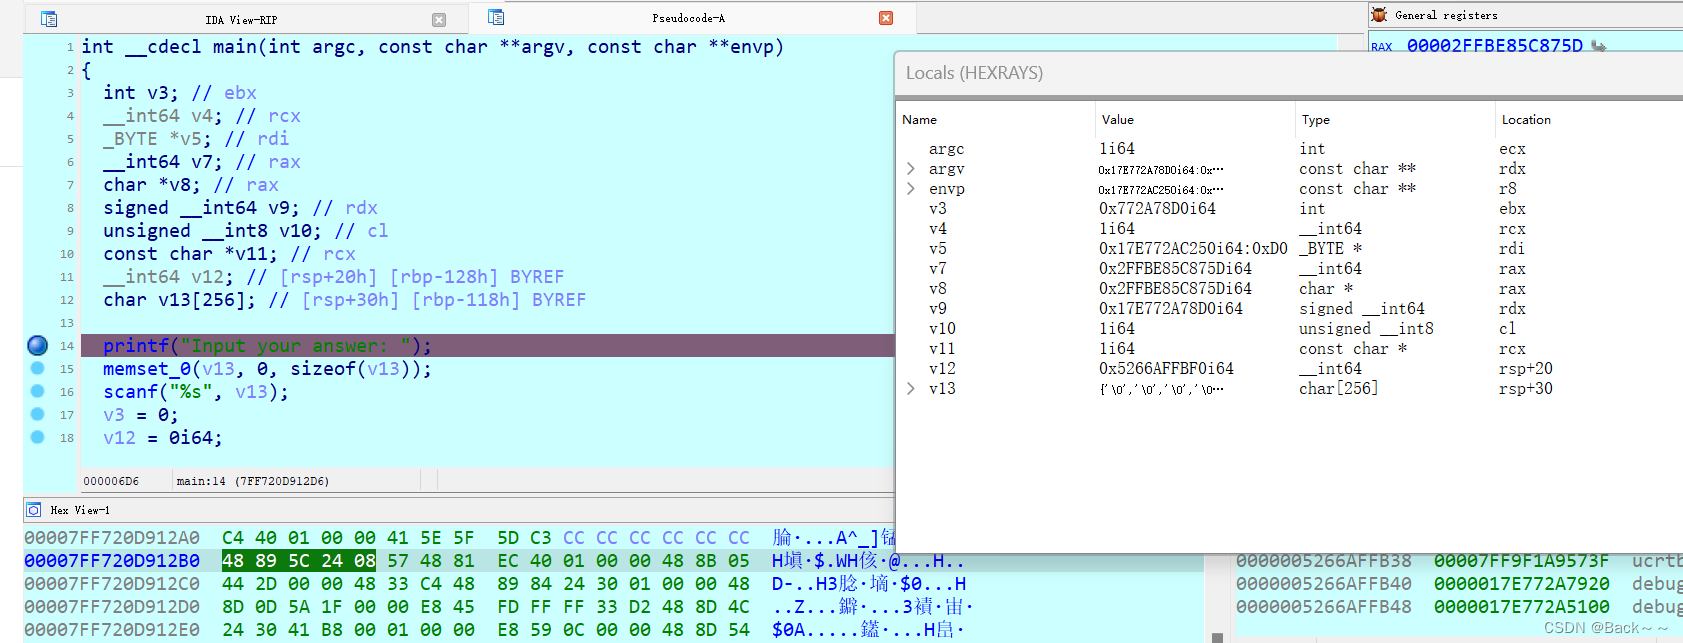 IDA View-RIP
Pseudocode-A
General registers
RAX 00002FFBE85C875D
1 int __cdecl main(int argc, const char **argv, const char **envp)
2 {
3 int v3; // ebx
4 __int64 v4; // rcx
5 _BYTE *v5; // rdi
6 __int64 v7; // rax
7 char *v8; // rax
8 signed __int64 v9; // rdx
9 unsigned __int8 v10; // cl
10 const char *v11; // rcx
11 __int64 v12; // [rsp+20h] [rbp-128h] BYREF
12 char v13[256]; // [rsp+30h] [rbp-118h] BYREF
13
14 printf("Input your answer: ");
15 memset_0(v13, 0, sizeof(v13));
16 scanf("%s", v13);
17 v3 = 0;
18 v12 = 0i64;
000006D6 main:14 (7FF720D912D6)
Locals (HEXRAYS)
Name Value Type Location
argc 1i64 int ecx
argv 0x17E772A78D0i64:0x… const char ** rdx
envp 0x17E772AC250i64:0x… const char ** r8
v3 0x772A78D0i64 int ebx
v4 1i64 __int64 rcx
v5 0x17E772AC250i64:0xD0 _BYTE * rdi
v7 0x2FFBE85C875Di64 __int64 rax
v8 0x2FFBE85C875Di64 char * rax
v9 0x17E772A78D0i64 signed __int64 rdx
v10 1i64 unsigned __int8 cl
v11 1i64 const char * rcx
v12 0x5266AFFBF0i64 __int64 rsp+20
v13 {'\0','\0','\0','\0… char[256] rsp+30
Hex View-1
00007FF720D912A0 C4 40 01 00 00 41 5E 5F 5D C3 CC CC CC CC CC CC ...A^_]
00007FF720D912B0 48 89 5C 24 08 57 48 81 EC 40 01 00 00 48 8B 05 H塡·$.WH侅·@...H..
00007FF720D912C0 44 2D 00 00 48 33 C4 48 89 84 24 30 01 00 00 48 D-..H3腍·墑·$0...H
00007FF720D912D0 8D 0D 5A 1F 00 00 E8 45 FD FF FF 33 D2 48 8D 4C ..Z...
00007FF720D912E0 24 30 41 B8 00 01 00 00 E8 59 0C 00 00 48 8D 54 $0A.....
0000005266AFFB38 00007FF9F1A9573F ucrtb
0000005266AFFB40 0000017E772A7920 debug
0000005266AFFB48 0000017E772A5100 debug
CSDN @Back～～